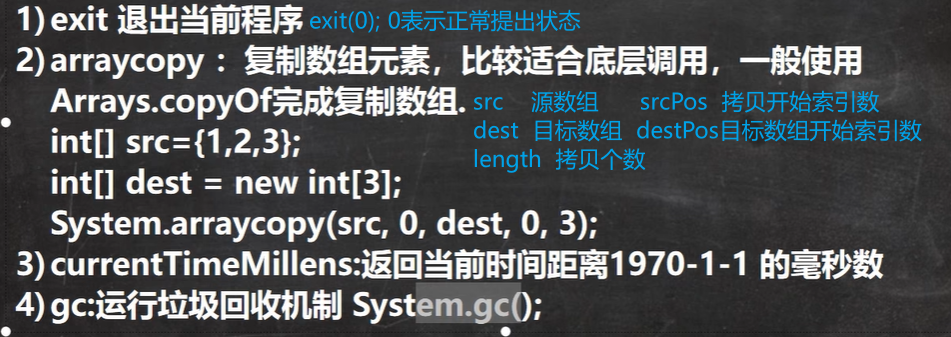 1) exit 退出当前程序 exit(0); 0表示正常提出状态
2) arraycopy ：复制数组元素，比较适合底层调用，一般使用
Arrays.copyOf完成复制数组.
src 源数组 srcPos 拷贝开始索引数
int[] src={1,2,3};
dest 目标数组 destPos目标数组开始索引数
length 拷贝个数
int[] dest = new int[3];
System.arraycopy(src, 0, dest, 0, 3);
3) currentTimeMillens:返回当前时间距离1970-1-1 的毫秒数
4) gc:运行垃圾回收机制 System.gc();